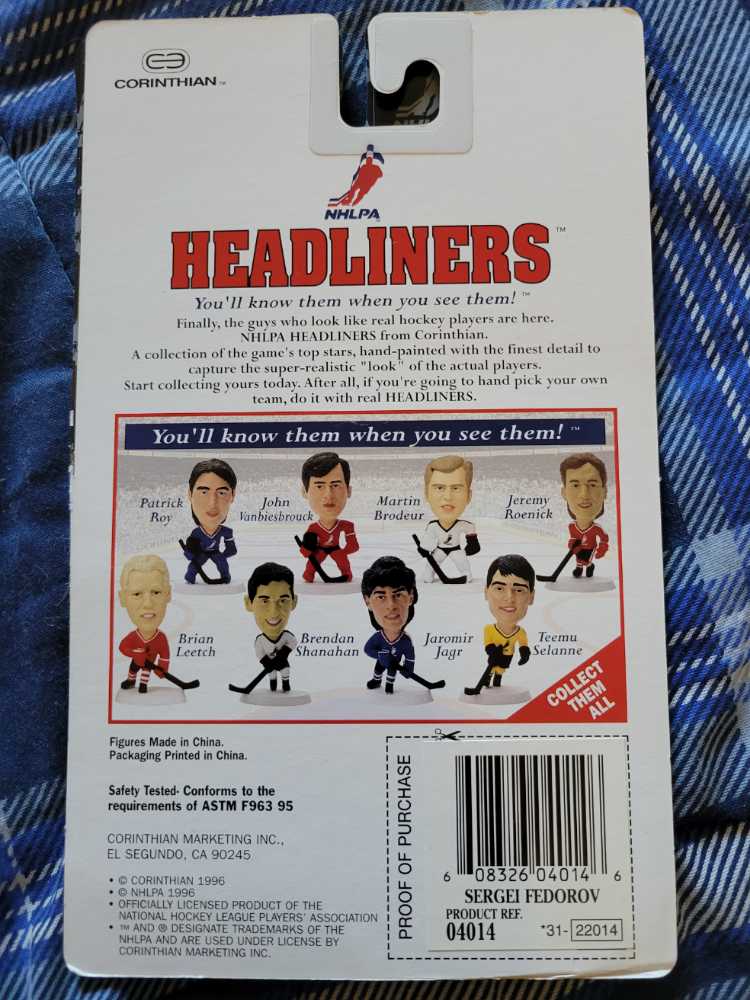 CORINTHIAN™
NHLPA
HEADLINERS™
You'll know them when you see them! ™
Finally, the guys who look like real hockey players are here.
NHLPA HEADLINERS from Corinthian.
A collection of the game's top stars, hand-painted with the finest detail to
capture the super-realistic "look" of the actual players.
Start collecting yours today. After all, if you're going to hand pick your own
team, do it with real HEADLINERS.
You'll know them when you see them! ™
Patrick
Roy
John
Vanbiesbrouck
Martin
Brodeur
Jeremy
Roenick
Brian
Leetch
Brendan
Shanahan
Jaromir
Jagr
Teemu
Selanne
COLLECT
THEM
ALL
Figures Made in China.
Packaging Printed in China.
Safety Tested- Conforms to the
requirements of ASTM F963 95
CORINTHIAN MARKETING INC.,
EL SEGUNDO, CA 90245
• © CORINTHIAN 1996
• © NHLPA 1996
• OFFICIALLY LICENSED PRODUCT OF THE
NATIONAL HOCKEY LEAGUE PLAYERS' ASSOCIATION
• ™ AND ® DESIGNATE TRADEMARKS OF THE
NHLPA AND ARE USED UNDER LICENSE BY
CORINTHIAN MARKETING INC.
PROOF OF PURCHASE
6 08326 04014 6
SERGEI FEDOROV
PRODUCT REF.
04014 *31- 22014